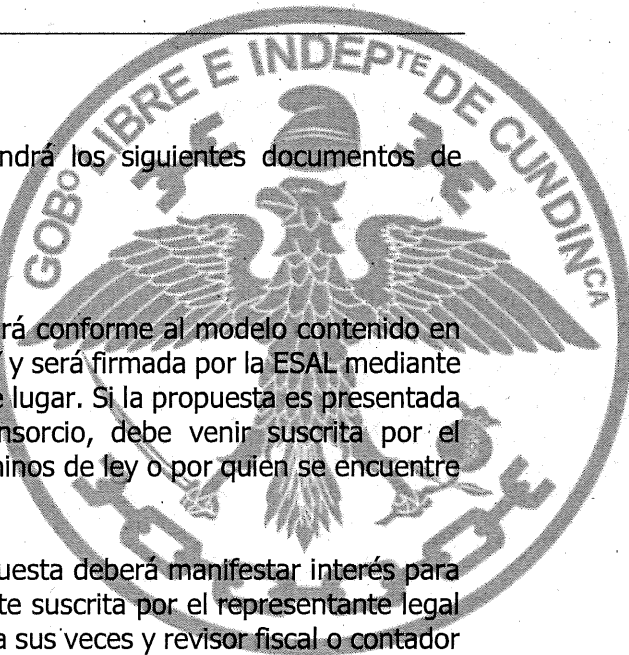 GOBº LIBRE E INDEPTE DE CUNDINCA
ndrá los siguientes documentos de
rá conforme al modelo contenido en
í y será firmada por la ESAL mediante
e lugar. Si la propuesta es presentada
nsorcio, debe venir suscrita por el
ninos de ley o por quien se encuentre
uesta deberá manifestar interés para
te suscrita por el representante legal
a sus veces y revisor fiscal o contador